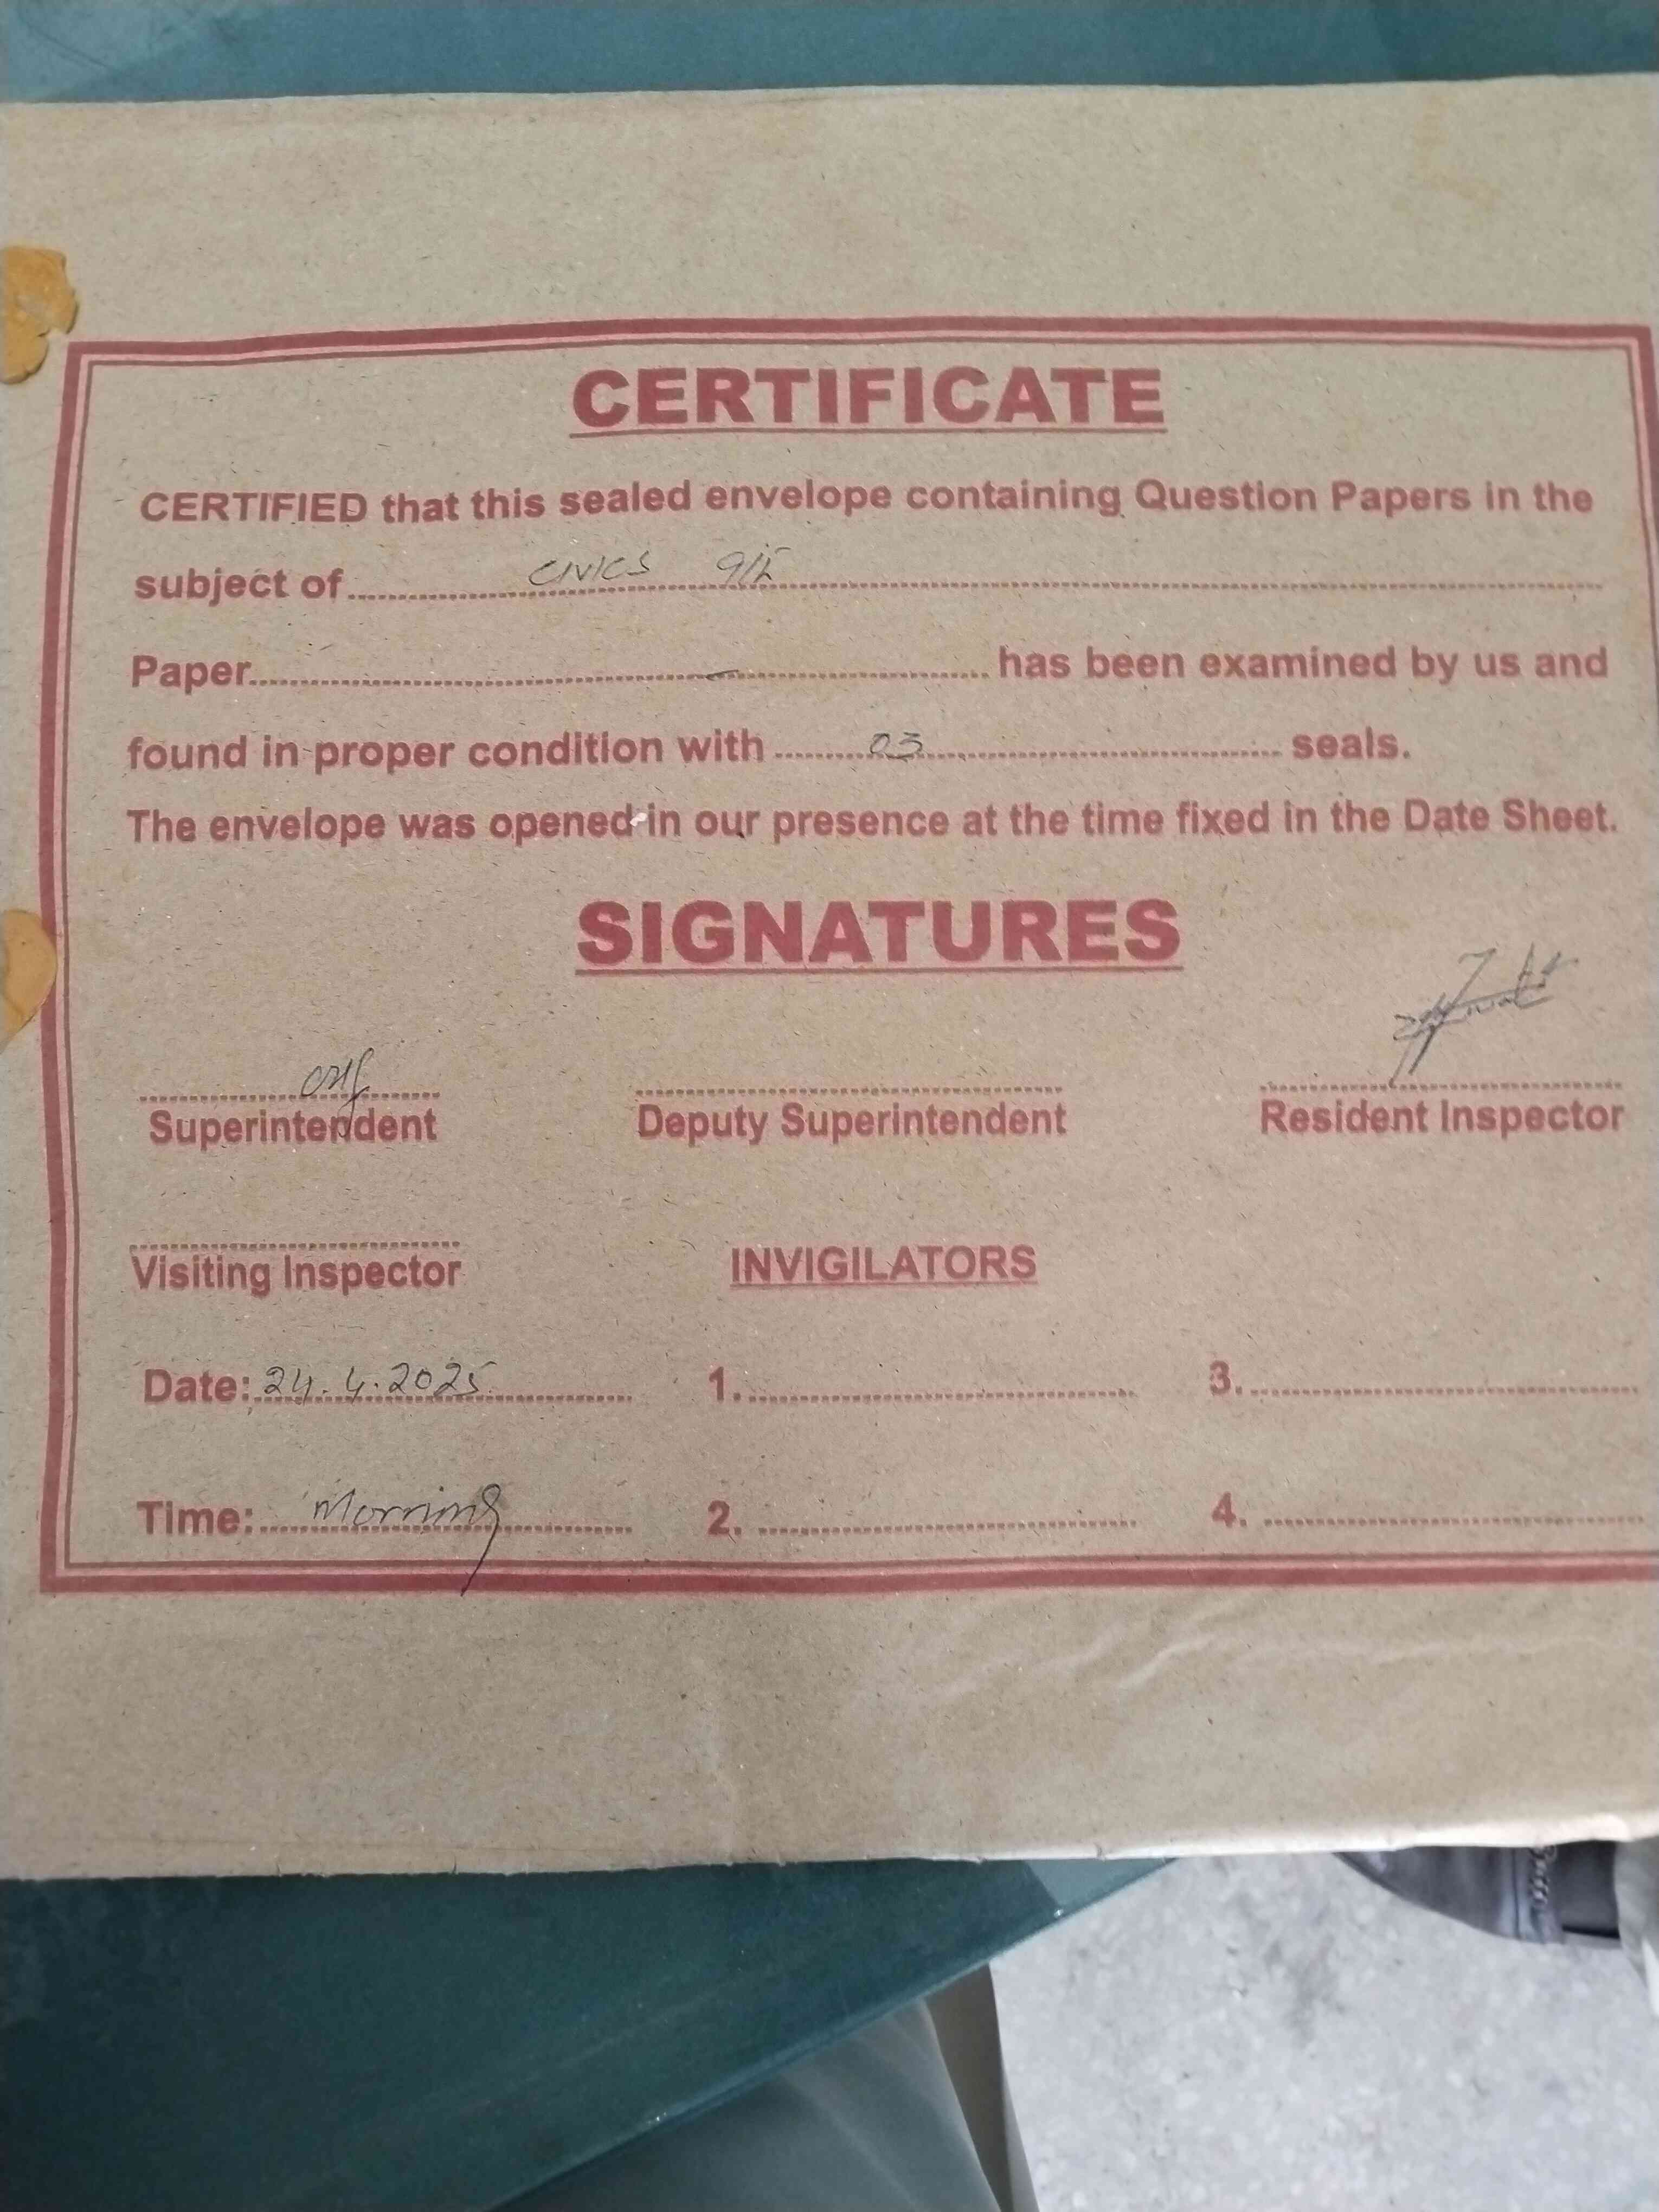 CERTIFICATE
CERTIFIED that this sealed envelope containing Question Papers in the
subject of CIVICS 9th
Paper — has been examined by us and
found in proper condition with 03 seals.
The envelope was opened in our presence at the time fixed in the Date Sheet.
SIGNATURES
Superintendent Deputy Superintendent Resident Inspector
Visiting Inspector INVIGILATORS
Date: 24.4.2025 1. 3.
Time: Morning 2. 4.